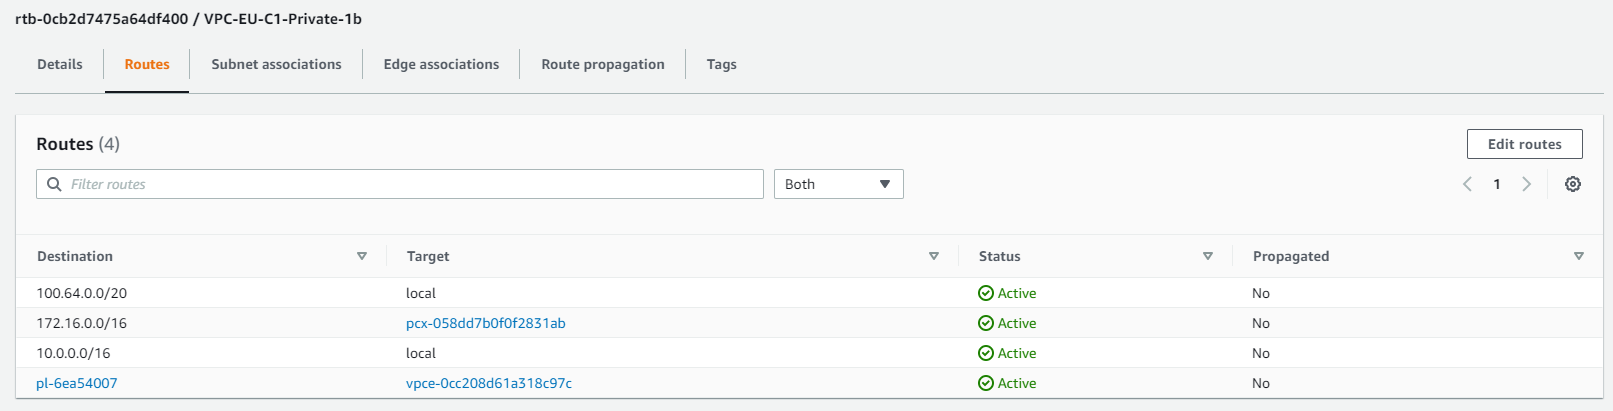 rtb-0cb2d7475a64df400 / VPC-EU-C1-Private-1b
Details Routes Subnet associations Edge associations Route propagation Tags
Routes (4) Edit routes
Filter routes Both 1
Destination Target Status Propagated
100.64.0.0/20 local Active No
172.16.0.0/16 pcx-058dd7b0f0f2831ab Active No
10.0.0.0/16 local Active No
pl-6ea54007 vpce-0cc208d61a318c97c Active No